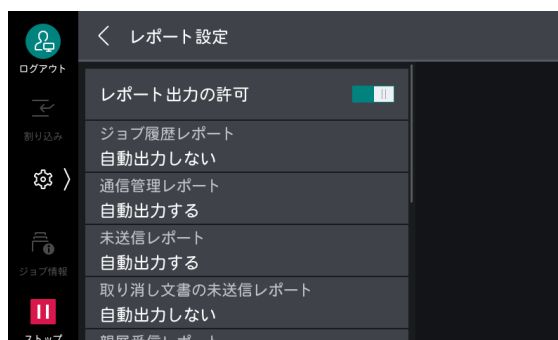 レポート設定
ログアウト
レポート出力の許可
割り込み
ジョブ履歴レポート
自動出力しない
通信管理レポート
自動出力する
未送信レポート
自動出力する
ジョブ情報
取り消し文書の未送信レポート
自動出力しない
ストップ